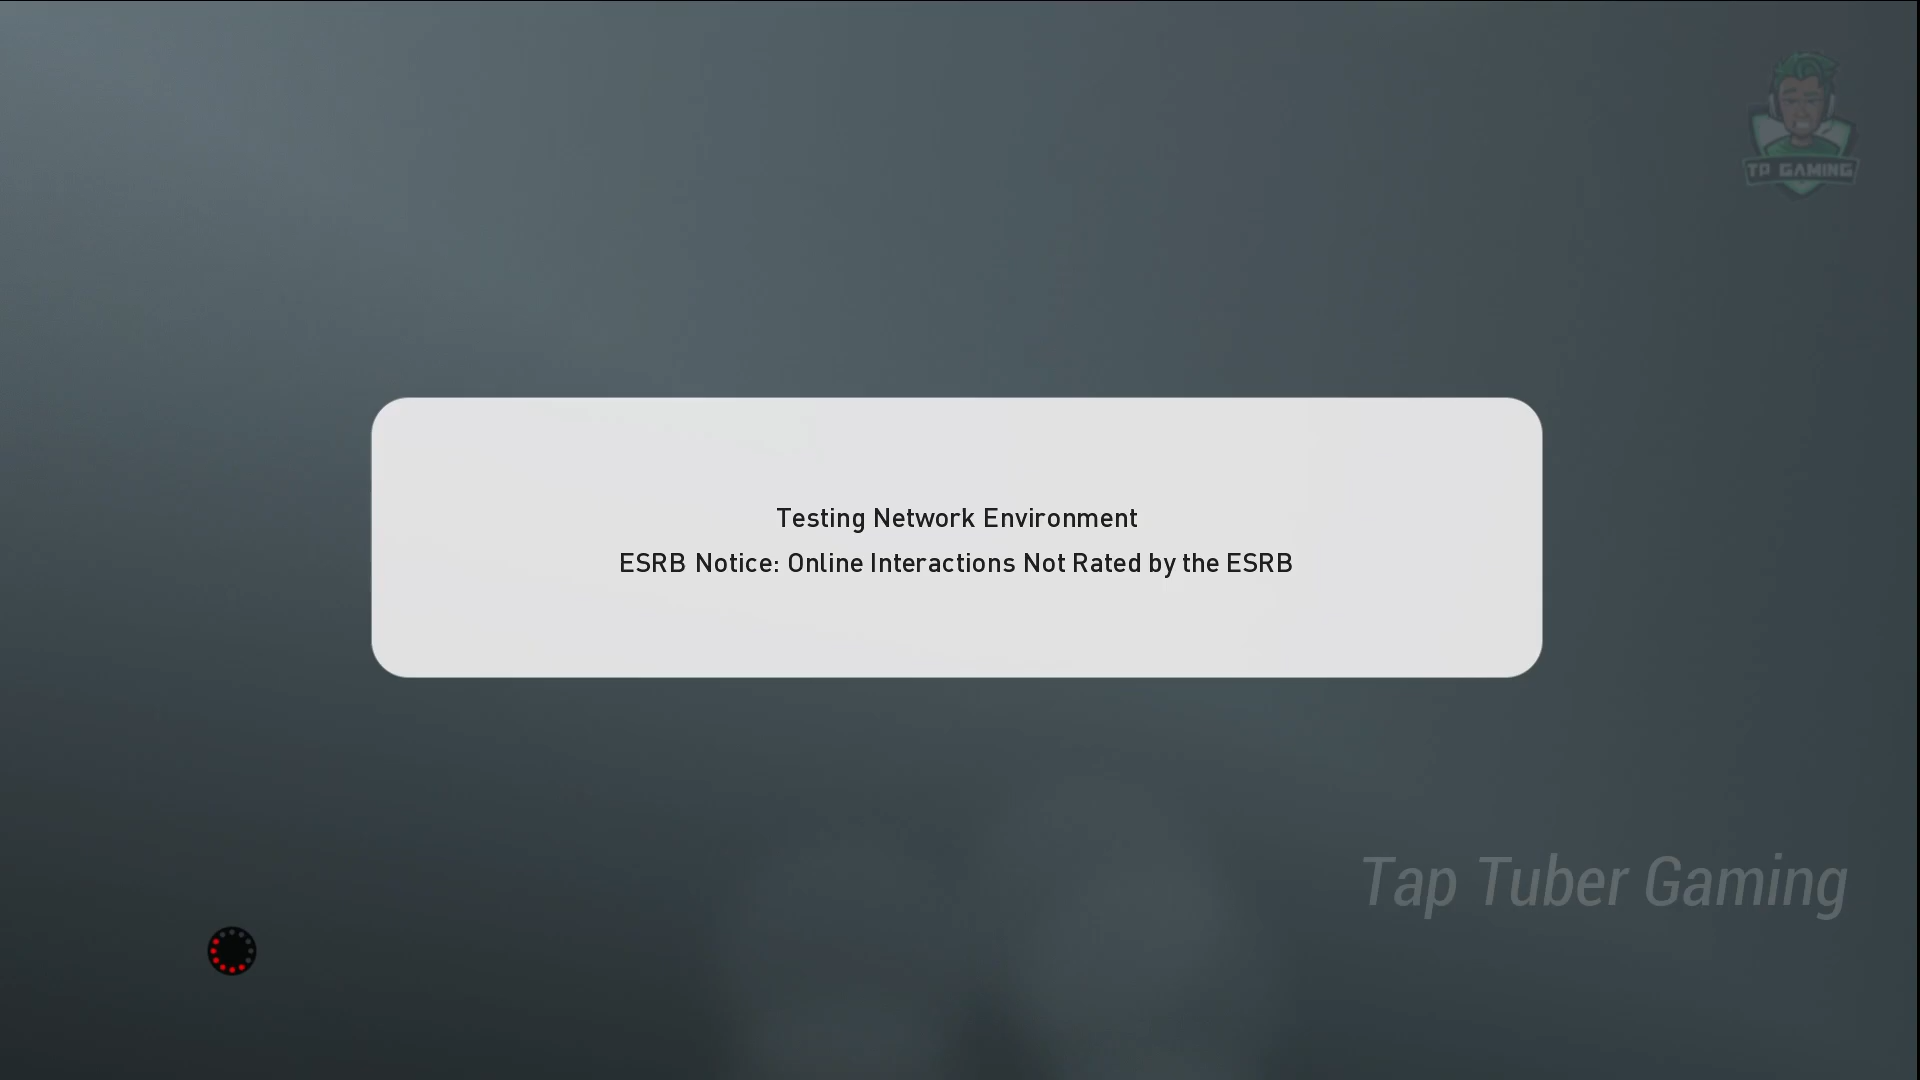 TP GAMING
Testing Network Environment
ESRB Notice: Online Interactions Not Rated by the ESRB
Tap Tuber Gaming